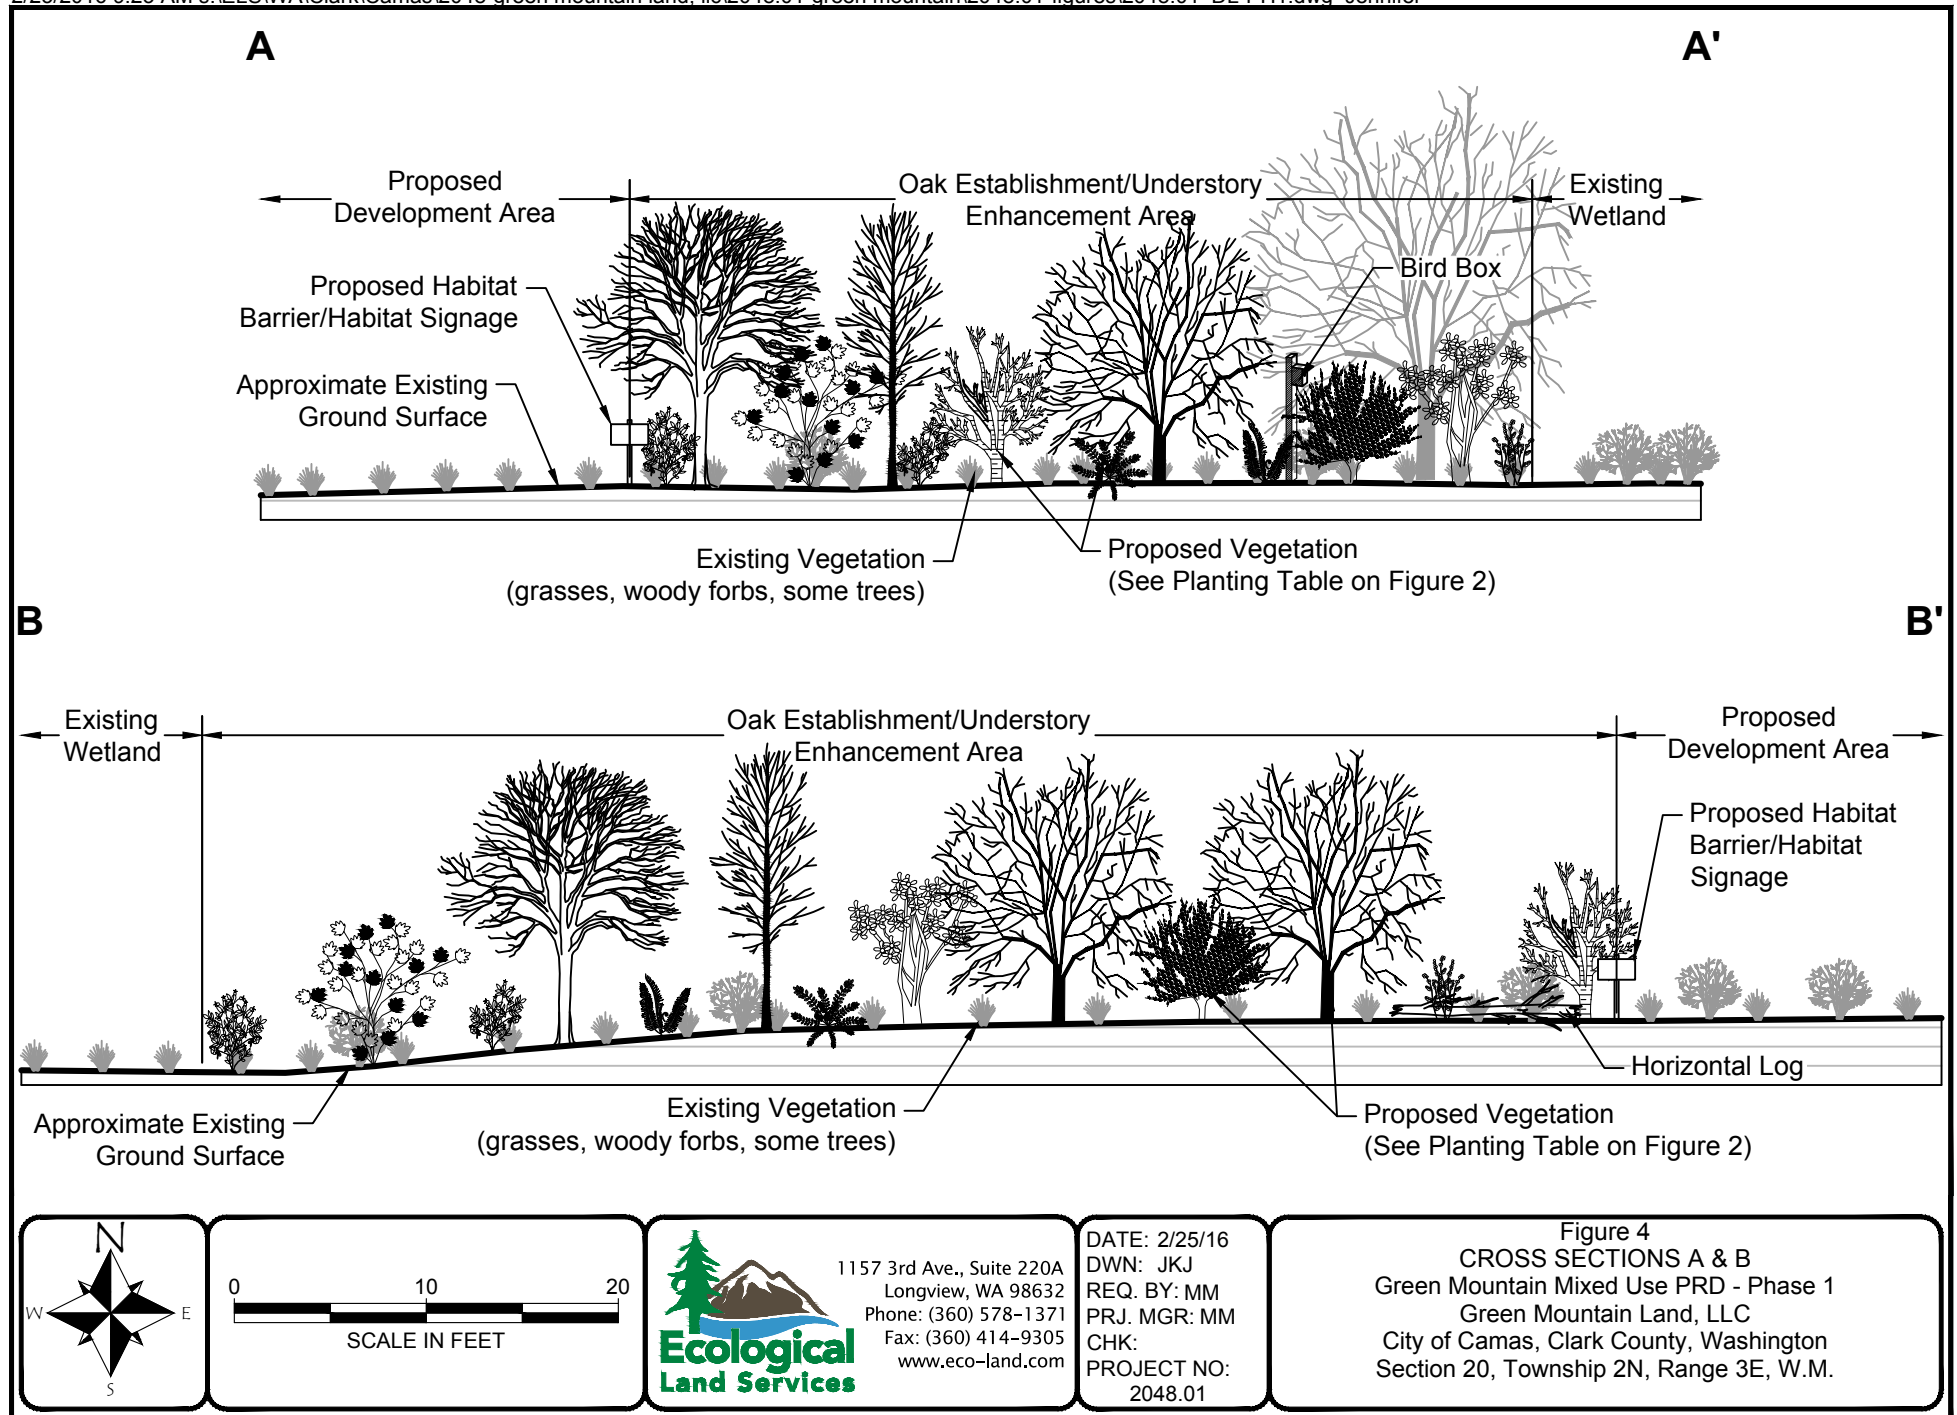 A
A'
Proposed
Development Area
Oak Establishment/Understory
Enhancement Area
Existing
Wetland
Bird Box
Proposed Habitat
Barrier/Habitat Signage
Approximate Existing
Ground Surface
Existing Vegetation
(grasses, woody forbs, some trees)
Proposed Vegetation
(See Planting Table on Figure 2)
B
B'
Existing
Wetland
Oak Establishment/Understory
Enhancement Area
Proposed
Development Area
Proposed Habitat
Barrier/Habitat
Signage
Horizontal Log
Approximate Existing
Ground Surface
Existing Vegetation
(grasses, woody forbs, some trees)
Proposed Vegetation
(See Planting Table on Figure 2)
N
W
E
S
0 10 20
SCALE IN FEET
Ecological
Land Services
1157 3rd Ave., Suite 220A
Longview, WA 98632
Phone: (360) 578-1371
Fax: (360) 414-9305
www.eco-land.com
DATE: 2/25/16
DWN: JKJ
REQ. BY: MM
PRJ. MGR: MM
CHK:
PROJECT NO:
2048.01
Figure 4
CROSS SECTIONS A & B
Green Mountain Mixed Use PRD - Phase 1
Green Mountain Land, LLC
City of Camas, Clark County, Washington
Section 20, Township 2N, Range 3E, W.M.